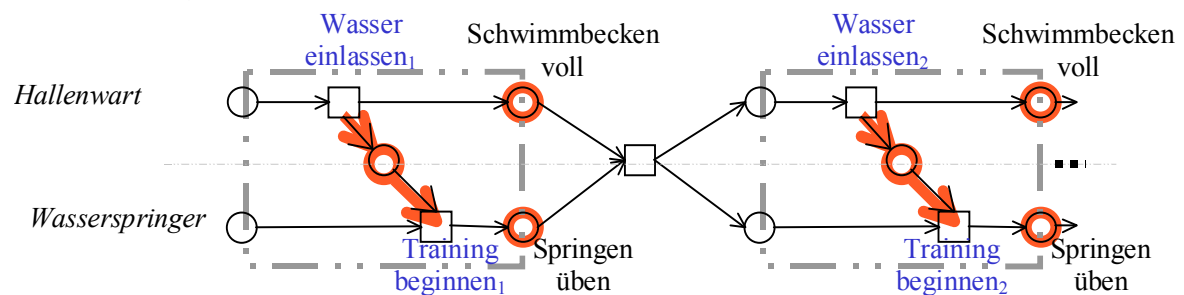 Wasser
einlassen₁
Schwimmbecken
voll
Wasser
einlassen₂
Schwimmbecken
voll
Hallenwart
Wasserspringer
Training
beginnen₁
Springen
üben
Training
beginnen₂
Springen
üben